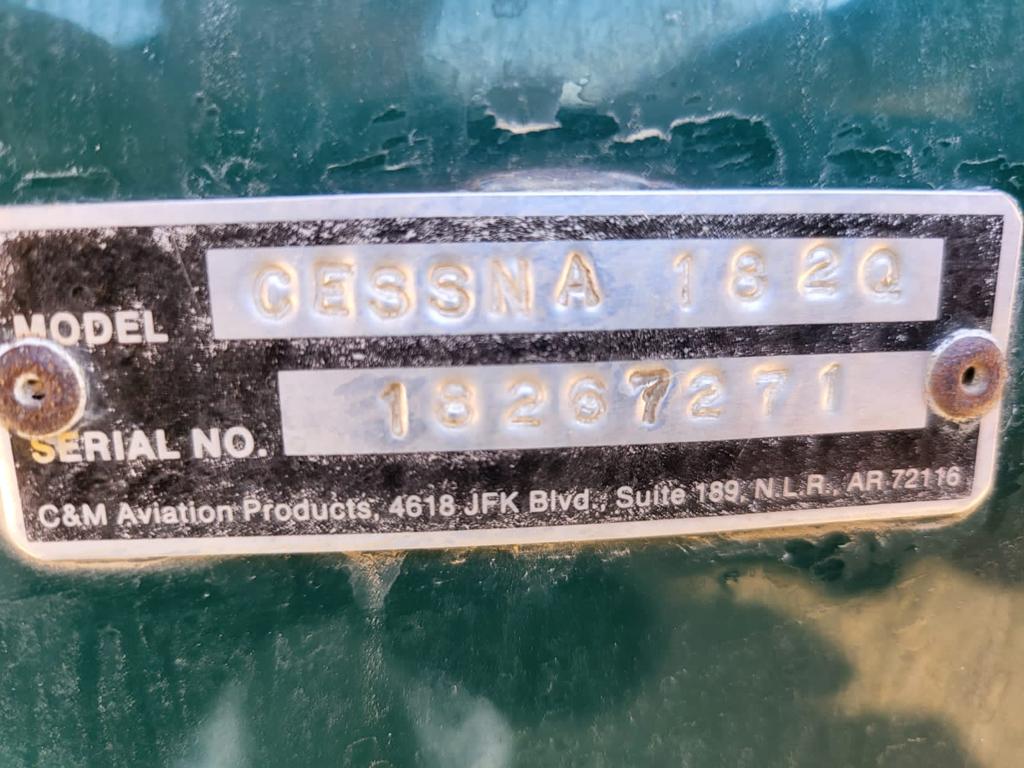 MODEL CESSNA 182Q
SERIAL NO. 18267271
C&M Aviation Products, 4618 JFK Blvd., Suite 189, N.L.R., AR 72116